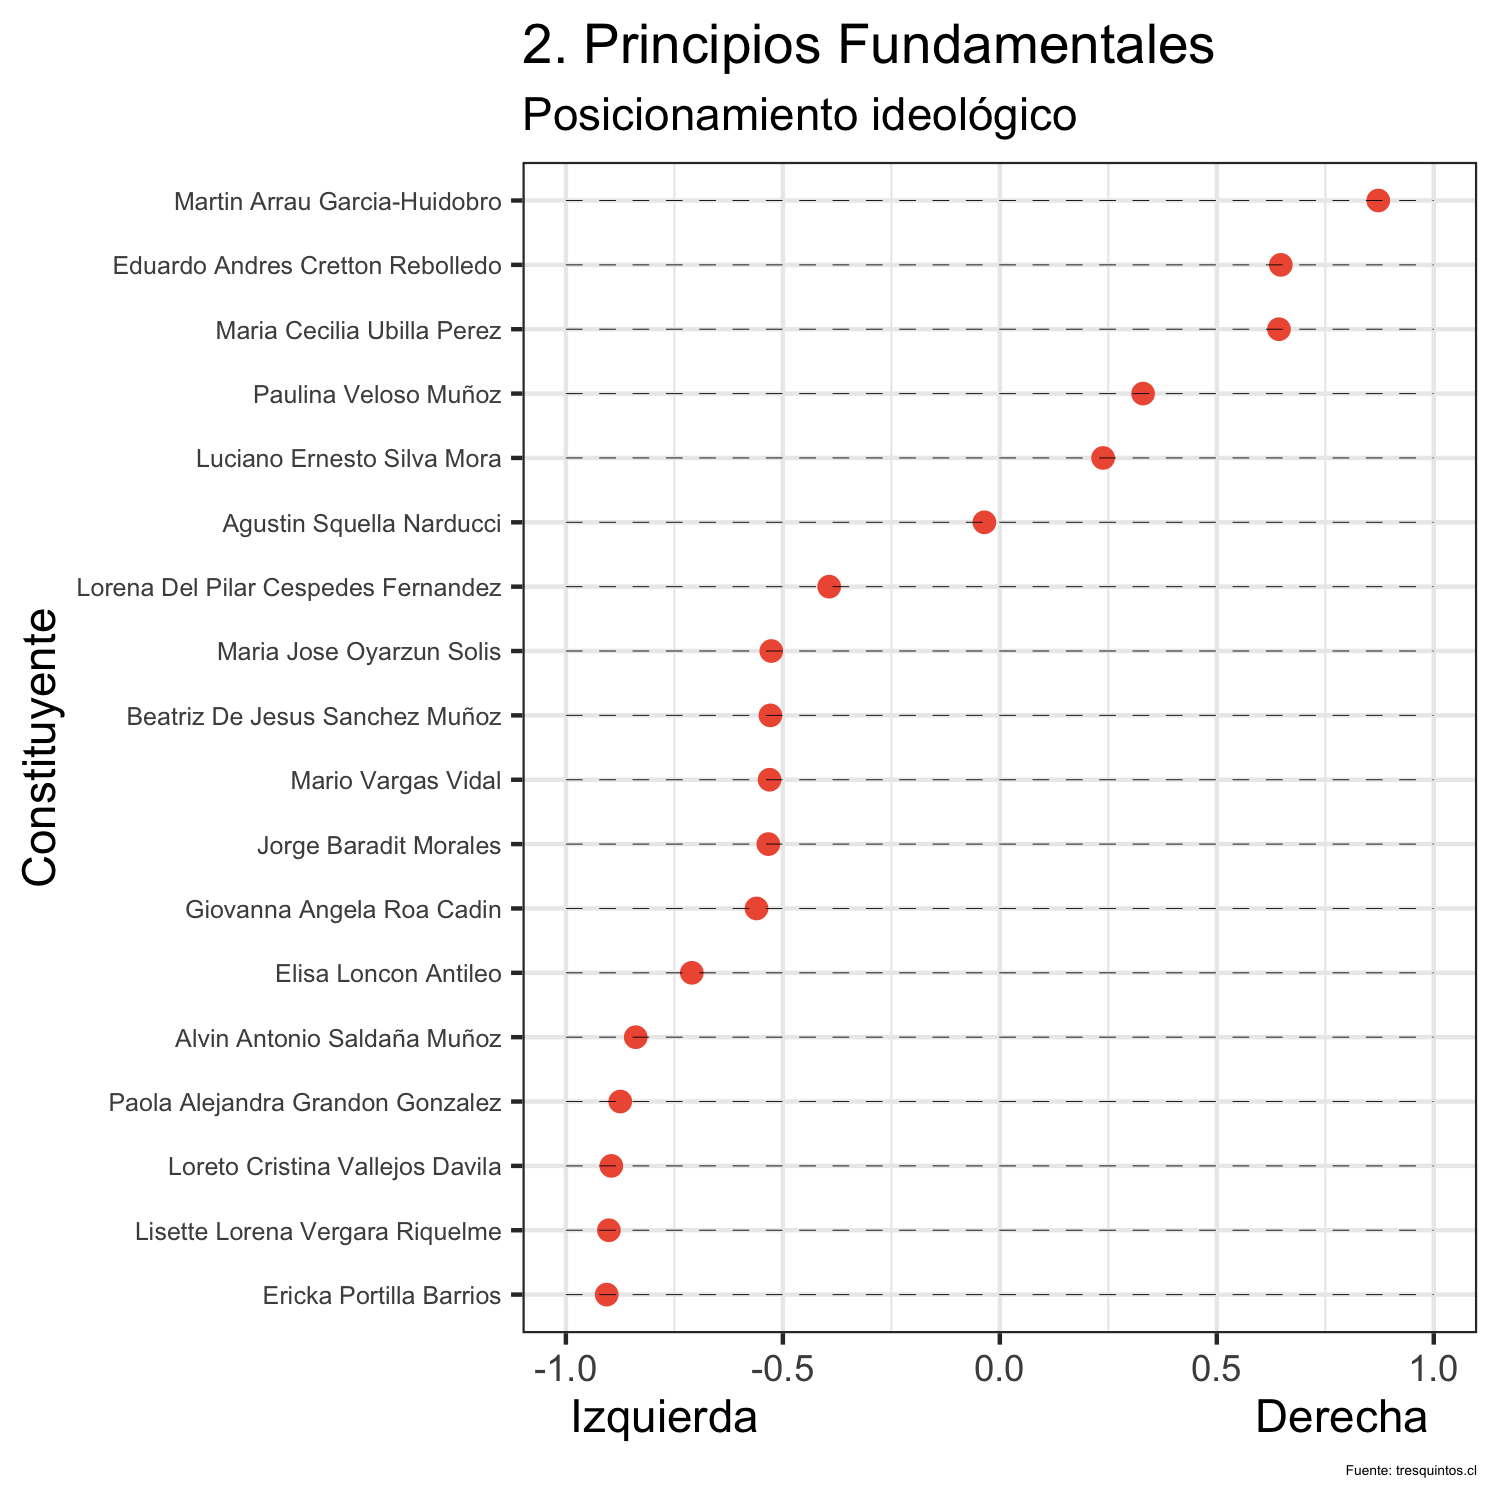 2. Principios Fundamentales
Posicionamiento ideológico
Constituyente
Martin Arrau Garcia-Huidobro
Eduardo Andres Cretton Rebolledo
Maria Cecilia Ubilla Perez
Paulina Veloso Muñoz
Luciano Ernesto Silva Mora
Agustin Squella Narducci
Lorena Del Pilar Cespedes Fernandez
Maria Jose Oyarzun Solis
Beatriz De Jesus Sanchez Muñoz
Mario Vargas Vidal
Jorge Baradit Morales
Giovanna Angela Roa Cadin
Elisa Loncon Antileo
Alvin Antonio Saldaña Muñoz
Paola Alejandra Grandon Gonzalez
Loreto Cristina Vallejos Davila
Lisette Lorena Vergara Riquelme
Ericka Portilla Barrios
-1.0 -0.5 0.0 0.5 1.0
Izquierda Derecha
Fuente: tresquintos.cl